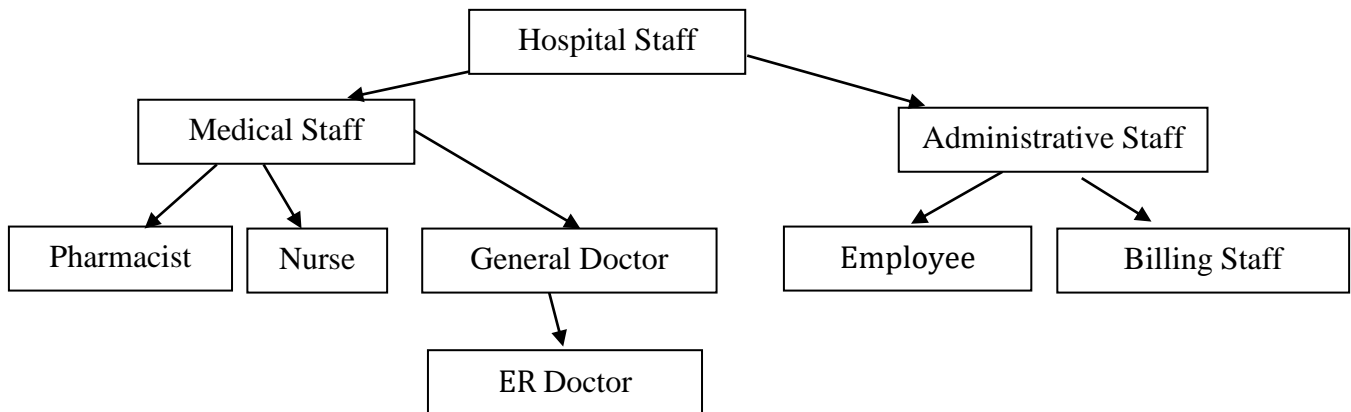 Hospital Staff
Medical Staff
Administrative Staff
Pharmacist
Nurse
General Doctor
Employee
Billing Staff
ER Doctor